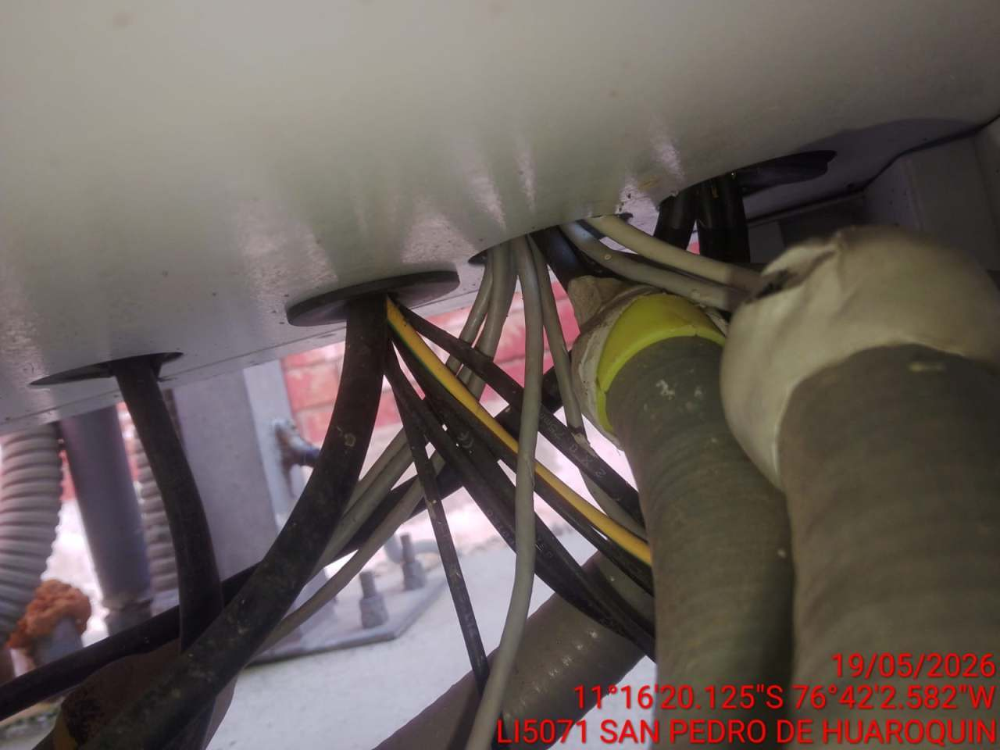 19/05/2026
11°16'20.125"S 76°42'2.582"W
LI5071 SAN PEDRO DE HUAROQUIN